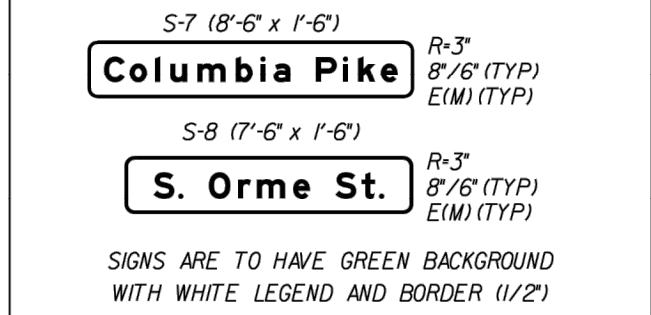 S-7 (8'-6" x 1'-6")
Columbia Pike
R=3"
8"/6" (TYP)
E(M) (TYP)
S-8 (7'-6" x 1'-6")
S. Orme St.
R=3"
8"/6" (TYP)
E(M) (TYP)
SIGNS ARE TO HAVE GREEN BACKGROUND
WITH WHITE LEGEND AND BORDER (1/2")